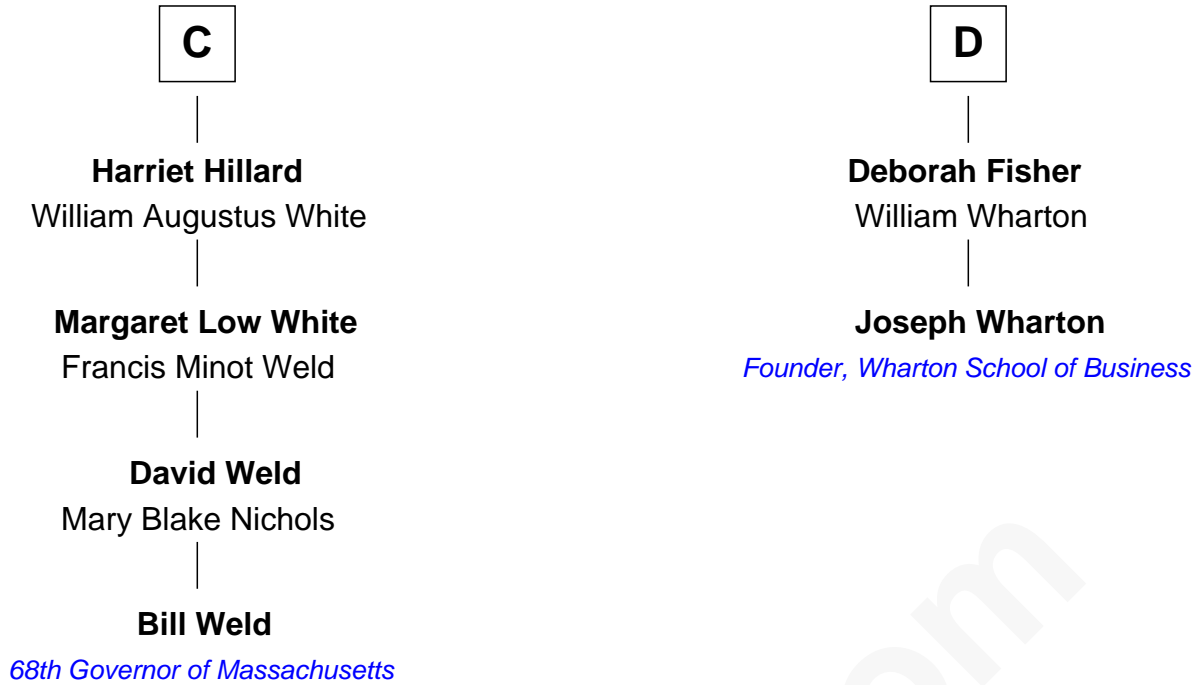 C
Harriet Hillard
William Augustus White
Margaret Low White
Francis Minot Weld
David Weld
Mary Blake Nichols
Bill Weld
68th Governor of Massachusetts
D
Deborah Fisher
William Wharton
Joseph Wharton
Founder, Wharton School of Business
om